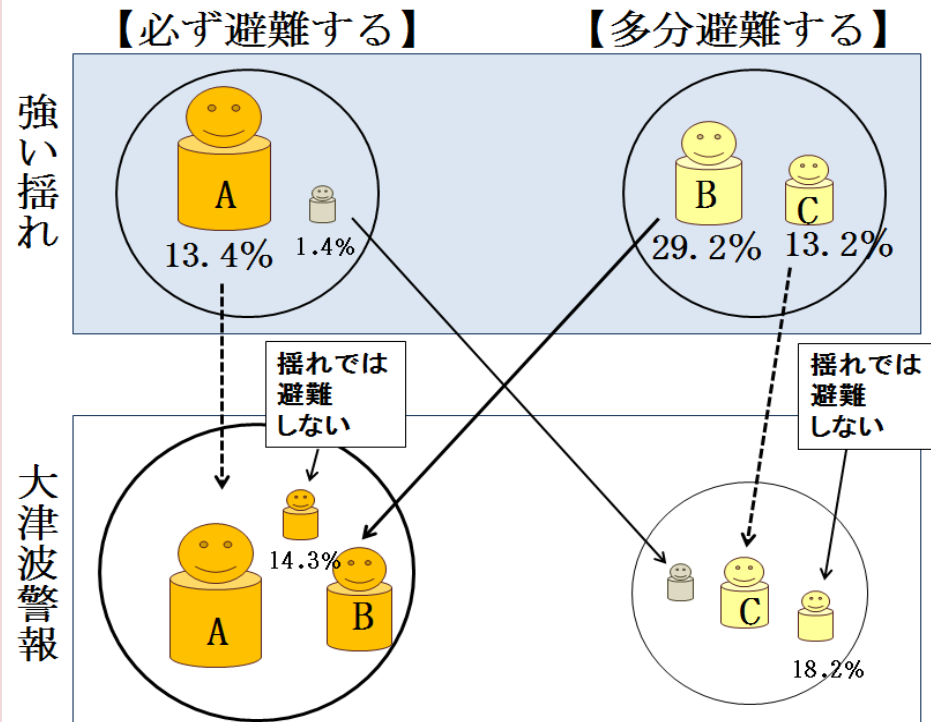 【必ず避難する】
【多分避難する】
強い揺れ
A
13.4%
1.4%
B
29.2%
C
13.2%
揺れでは
避難
しない
揺れでは
避難
しない
大津波警報
A
14.3%
B
C
18.2%